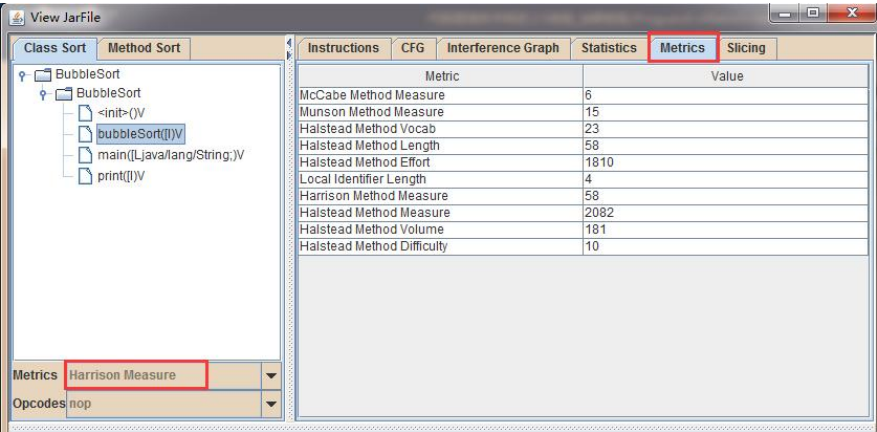 View JarFile
Class Sort Method Sort
BubbleSort
BubbleSort
<init>()V
bubbleSort([I)V
main([Ljava/lang/String;)V
print([I)V
Metrics Harrison Measure
Opcodes nop
Instructions CFG Interference Graph Statistics Metrics Slicing
Metric Value
McCabe Method Measure 6
Munson Method Measure 15
Halstead Method Vocab 23
Halstead Method Length 58
Halstead Method Effort 1810
Local Identifier Length 4
Harrison Method Measure 58
Halstead Method Measure 2082
Halstead Method Volume 181
Halstead Method Difficulty 10